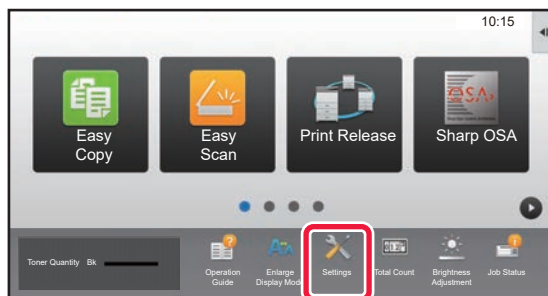 10:15
Easy
Copy
Easy
Scan
Print Release
Sharp OSA
Toner Quantity Bk
Operation
Guide
Enlarge
Display Mode
Settings
Total Count
Brightness
Adjustment
Job Status